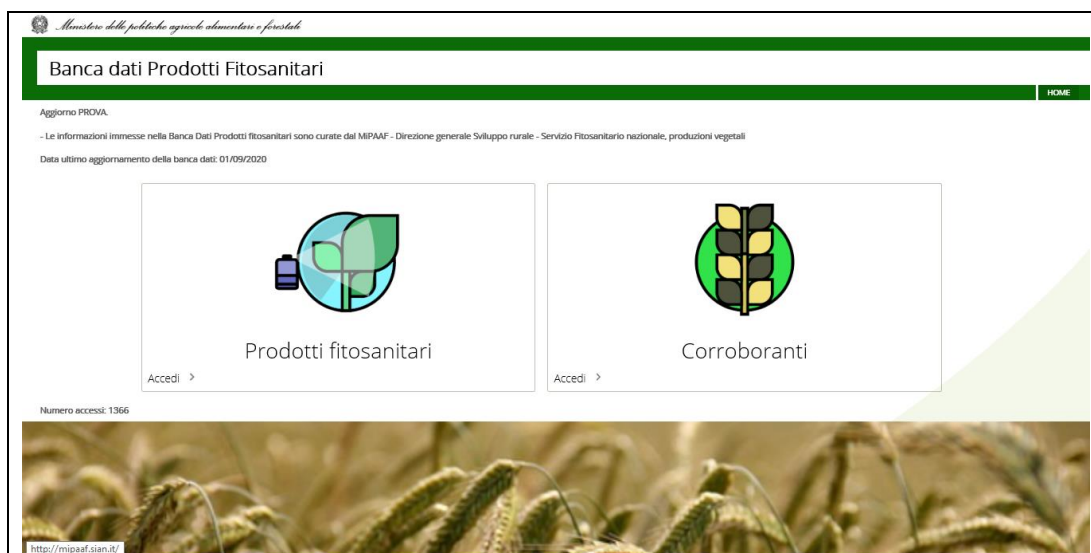 Ministero delle politiche agricole alimentari e forestali
Banca dati Prodotti Fitosanitari
HOME
Aggiorno PROVA.
- Le informazioni immesse nella Banca Dati Prodotti fitosanitari sono curate dal MiPAAF - Direzione generale Sviluppo rurale - Servizio Fitosanitario nazionale, produzioni vegetali
Data ultimo aggiornamento della banca dati: 01/09/2020
Prodotti fitosanitari
Accedi >
Corroboranti
Accedi >
Numero accessi: 1366
http://mipaaf.sian.it/